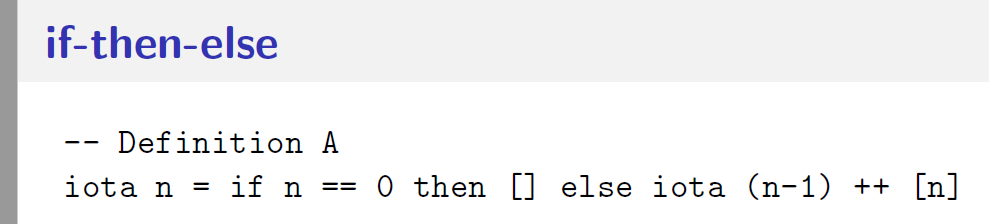 if-then-else
-- Definition A
iota n = if n == 0 then [] else iota (n-1) ++ [n]